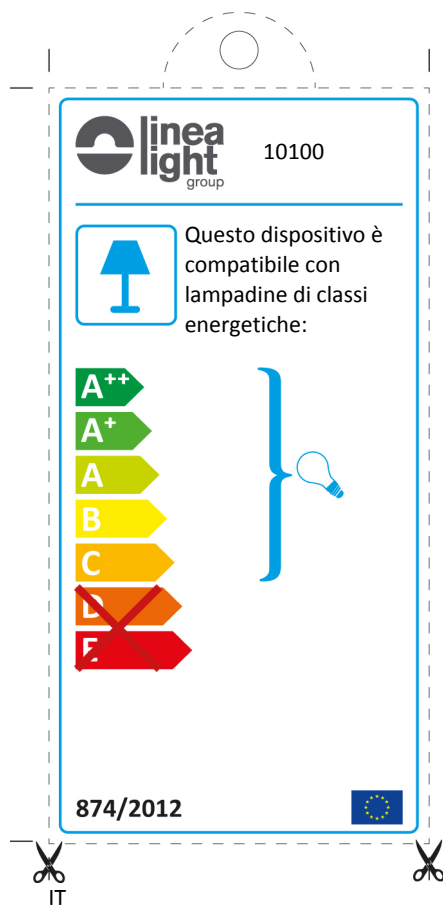 linea
light
group
10100
Questo dispositivo è
compatibile con
lampadine di classi
energetiche:
A++
A+
A
B
C
D
E
874/2012
IT